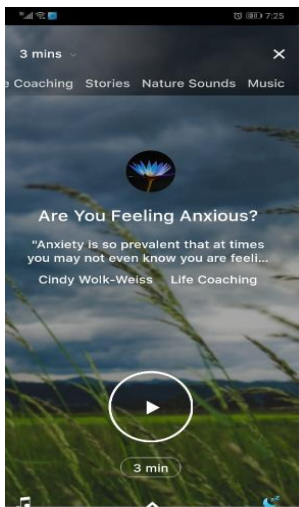 7:25
3 mins
e Coaching Stories Nature Sounds Music
Are You Feeling Anxious?
"Anxiety is so prevalent that at times
you may not even know you are feeli...
Cindy Wolk-Weiss Life Coaching
3 min